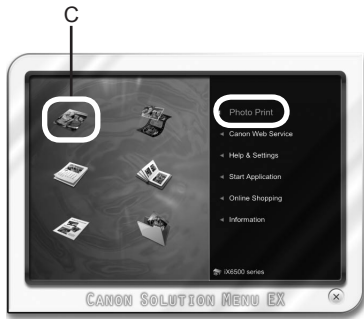 C
Photo Print
Canon Web Service
Help & Settings
Start Application
Online Shopping
Information
iX6500 series
CANON SOLUTION MENU EX